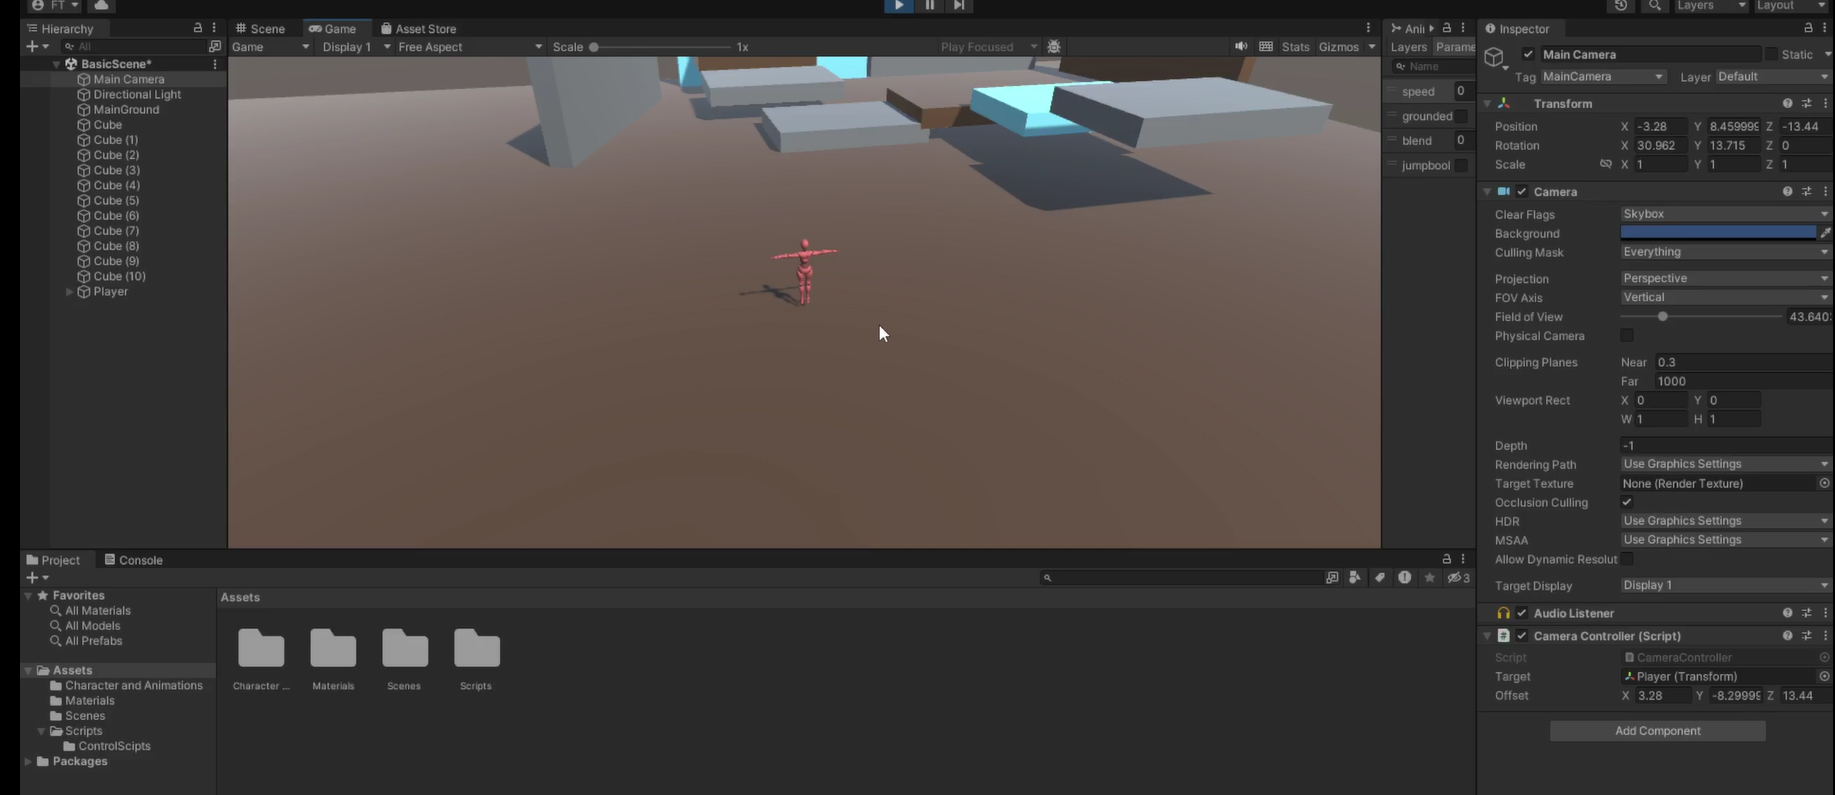 FT
Layers
Layout
Hierarchy
All
BasicScene*
Main Camera
Directional Light
MainGround
Cube
Cube (1)
Cube (2)
Cube (3)
Cube (4)
Cube (5)
Cube (6)
Cube (7)
Cube (8)
Cube (9)
Cube (10)
Player
Scene
Game
Asset Store
Game
Display 1
Free Aspect
Scale
1x
Play Focused
Stats
Gizmos
Ani
Layers
Parame
Name
speed 0
grounded
blend 0
jumpbool
Inspector
Main Camera
Static
Tag MainCamera Layer Default
Transform
Position X -3.28 Y 8.459999 Z -13.44
Rotation X 30.962 Y 13.715 Z 0
Scale X 1 Y 1 Z 1
Camera
Clear Flags Skybox
Background
Culling Mask Everything
Projection Perspective
FOV Axis Vertical
Field of View 43.640
Physical Camera
Clipping Planes Near 0.3
Far 1000
Viewport Rect X 0 Y 0
W 1 H 1
Depth -1
Rendering Path Use Graphics Settings
Target Texture None (Render Texture)
Occlusion Culling
HDR Use Graphics Settings
MSAA Use Graphics Settings
Allow Dynamic Resolut
Target Display Display 1
Audio Listener
# Camera Controller (Script)
Script CameraController
Target Player (Transform)
Offset X 3.28 Y -8.29999 Z 13.44
Add Component
Project
Console
3
Favorites
All Materials
All Models
All Prefabs
Assets
Character and Animations
Materials
Scenes
Scripts
ControlScipts
Packages
Assets
Character ...
Materials
Scenes
Scripts